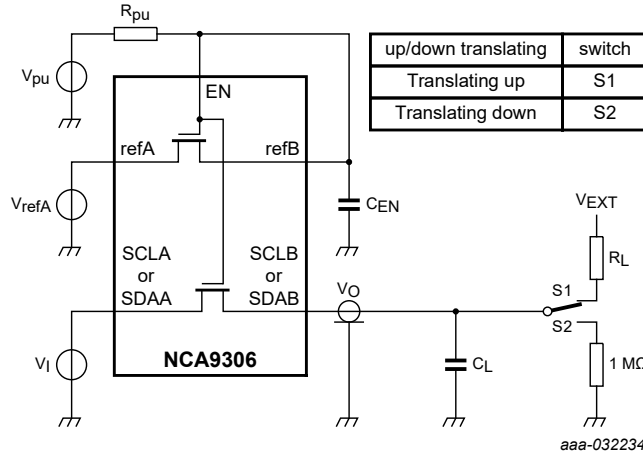 Rpu
Vpu
EN
refA
refB
VrefA
CEN
SCLA
or
SDAA
SCLB
or
SDAB
VI
NCA9306
VO
CL
up/down translating switch
Translating up S1
Translating down S2
VEXT
RL
S1
S2
1 MΩ
aaa-032234